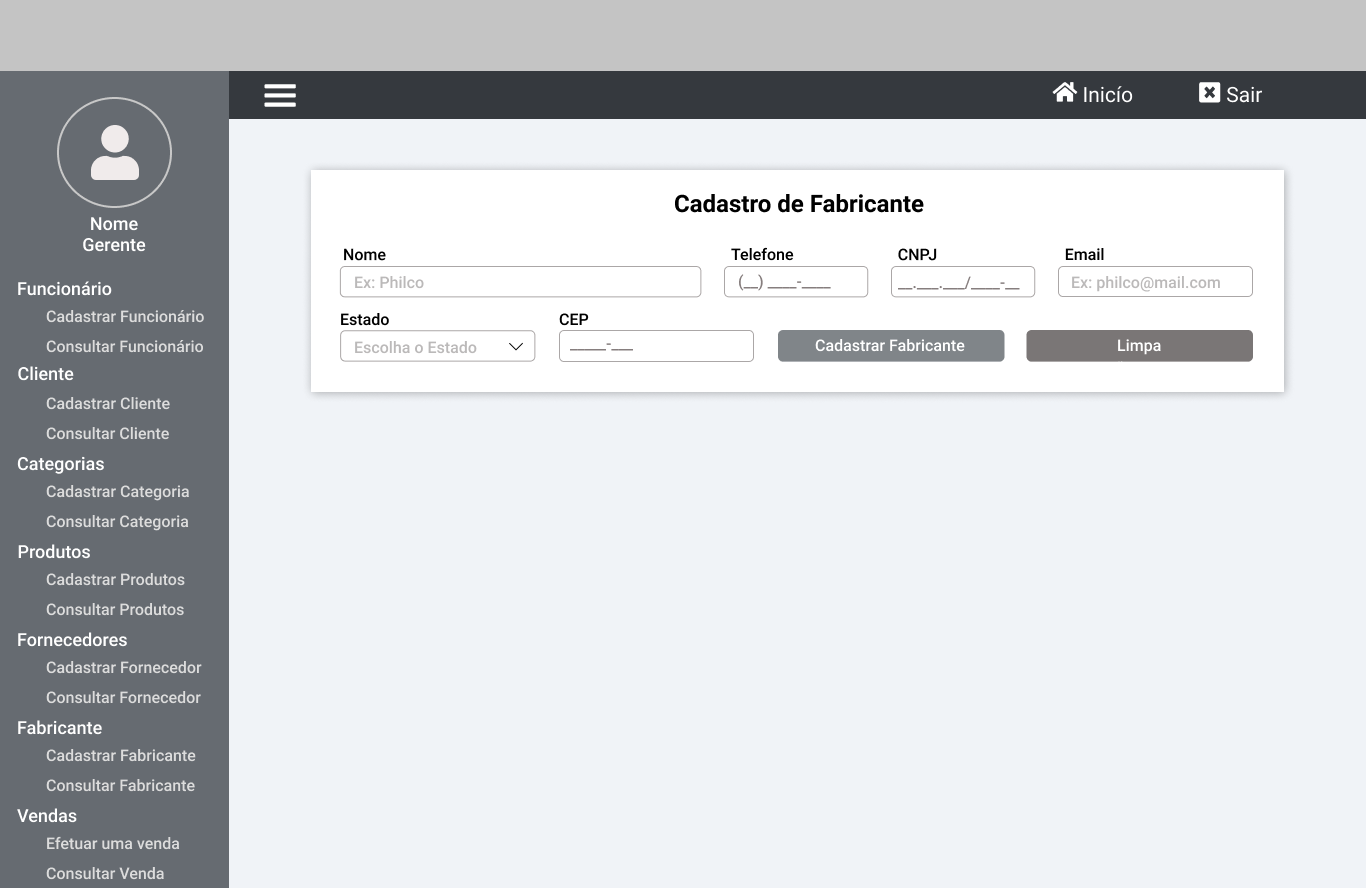 Inicío
Sair
Nome
Gerente
Funcionário
Cadastrar Funcionário
Consultar Funcionário
Cliente
Cadastrar Cliente
Consultar Cliente
Categorias
Cadastrar Categoria
Consultar Categoria
Produtos
Cadastrar Produtos
Consultar Produtos
Fornecedores
Cadastrar Fornecedor
Consultar Fornecedor
Fabricante
Cadastrar Fabricante
Consultar Fabricante
Vendas
Efetuar uma venda
Consultar Venda
Cadastro de Fabricante
Nome
Telefone
CNPJ
Email
Ex: Philco
(__) ____-____
__.___.___/____-__
Ex: philco@mail.com
Estado
CEP
Escolha o Estado
_____-___
Cadastrar Fabricante
Limpa